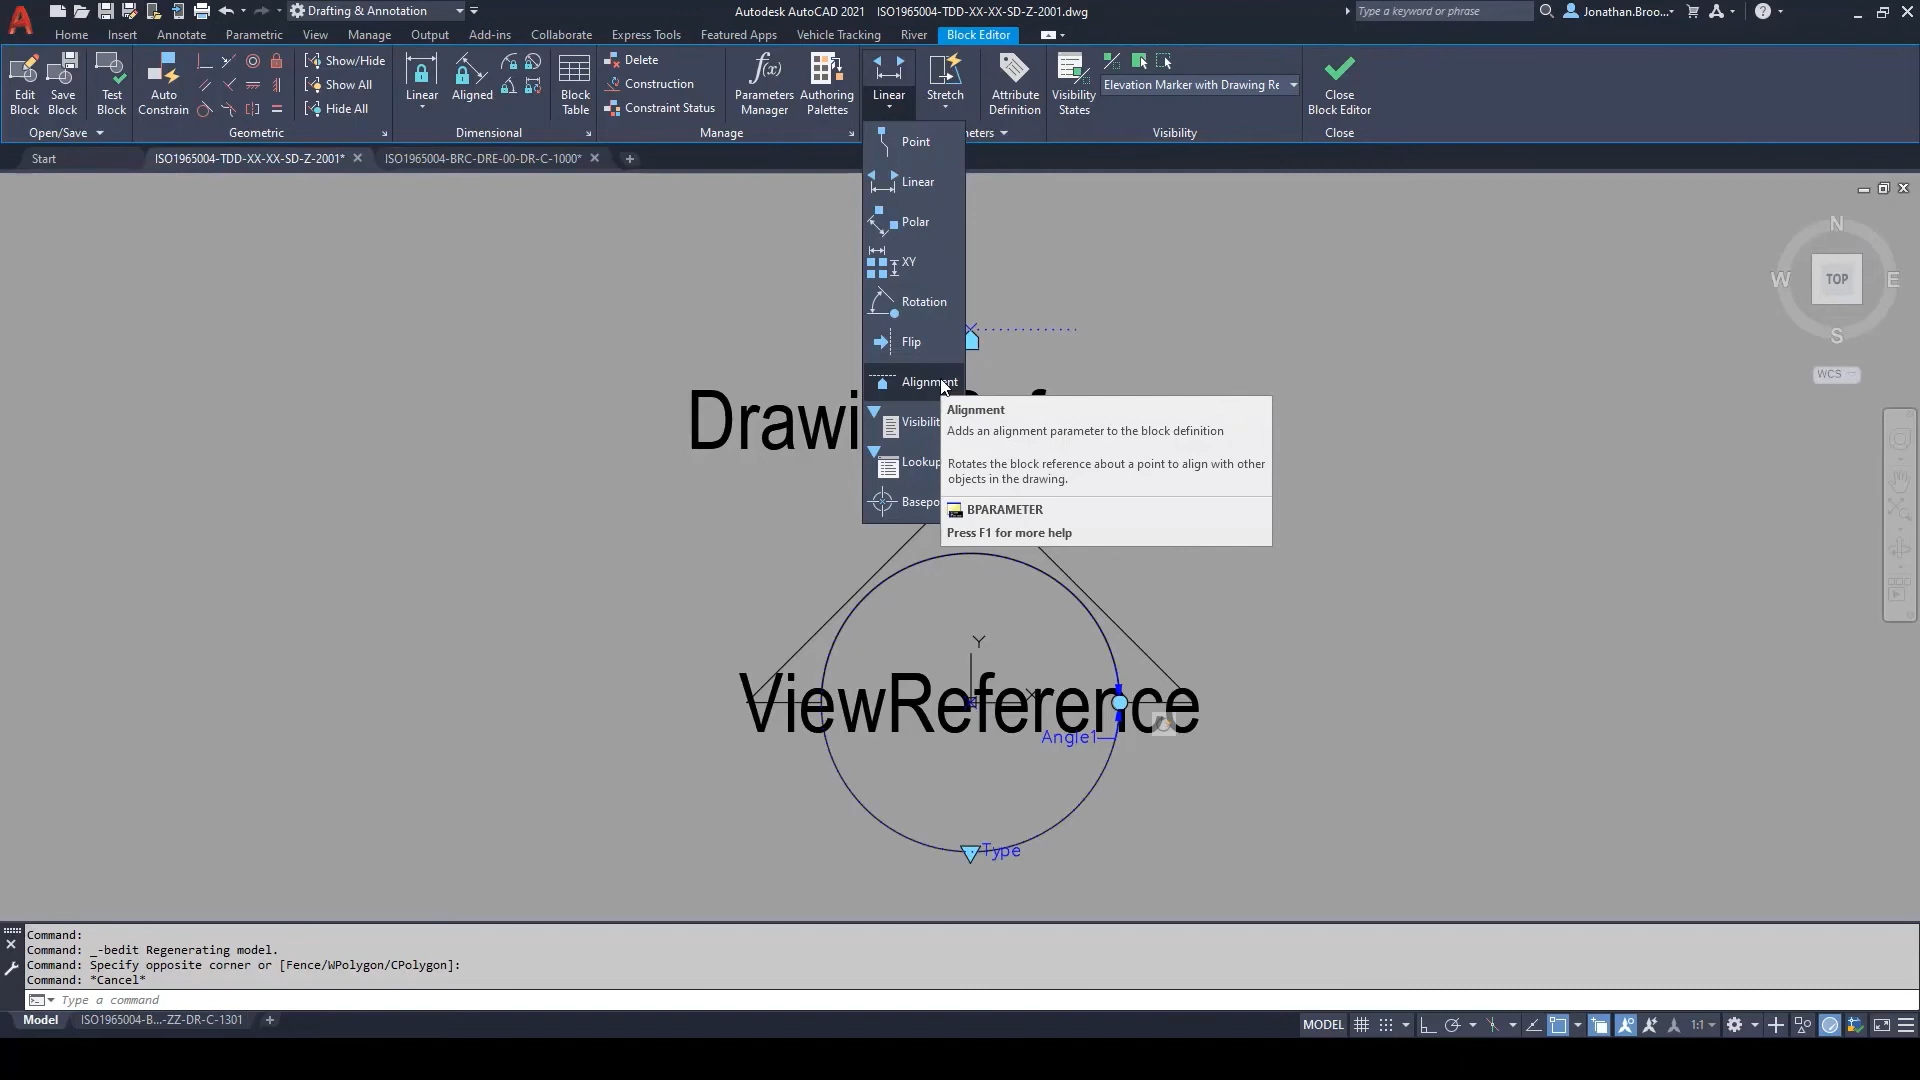 Drafting & Annotation
Autodesk AutoCAD 2021 ISO1965004-TDD-XX-XX-SD-Z-2001.dwg
Type a keyword or phrase
Jonathan.Broo...
Home Insert Annotate Parametric View Manage Output Add-ins Collaborate Express Tools Featured Apps Vehicle Tracking River Block Editor
Edit Block
Save Block
Test Block
Open/Save
Auto Constrain
Show/Hide
Show All
Hide All
Geometric
Linear
Aligned
Dimensional
Block Table
Delete
Construction
Constraint Status
Manage
Parameters Manager
Authoring Palettes
Linear
Stretch
Attribute Definition
Visibility States
Elevation Marker with Drawing Re
Visibility
Close Block Editor
Close
Start
ISO1965004-TDD-XX-XX-SD-Z-2001*
ISO1965004-BRC-DRE-00-DR-C-1000*
Point
Linear
Polar
XY
Rotation
Flip
Alignment
Visibilit
Lookup
Basepo
Alignment
Adds an alignment parameter to the block definition
Rotates the block reference about a point to align with other
objects in the drawing.
BPARAMETER
Press F1 for more help
N
W
TOP
E
S
WCS
Drawi
Y
X
ViewReference
Angle1
Type
Command:
Command: _-bedit Regenerating model.
Command: Specify opposite corner or [Fence/WPolygon/CPolygon]:
Command: *Cancel*
Type a command
Model
ISO1965004-B...-ZZ-DR-C-1301
MODEL
1:1